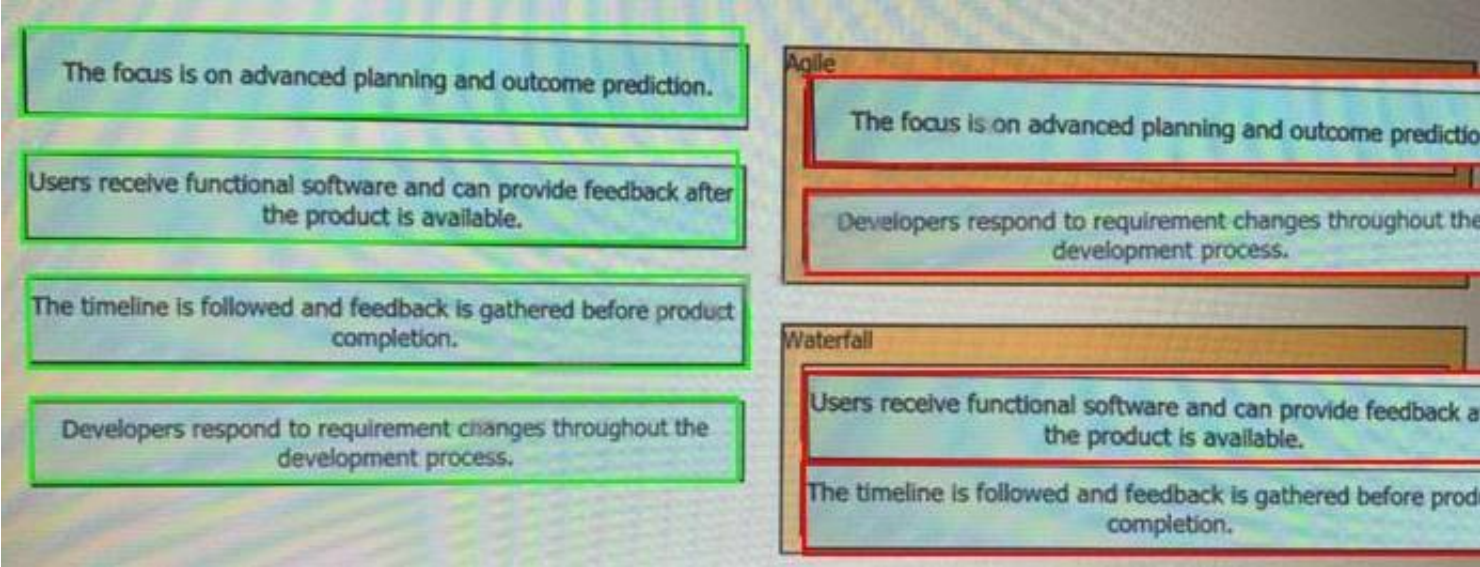 The focus is on advanced planning and outcome prediction.
Users receive functional software and can provide feedback after
the product is available.
The timeline is followed and feedback is gathered before product
completion.
Developers respond to requirement changes throughout the
development process.
Agile
The focus is on advanced planning and outcome predictio
Developers respond to requirement changes throughout the
development process.
Waterfall
Users receive functional software and can provide feedback a
the product is available.
The timeline is followed and feedback is gathered before prod
completion.